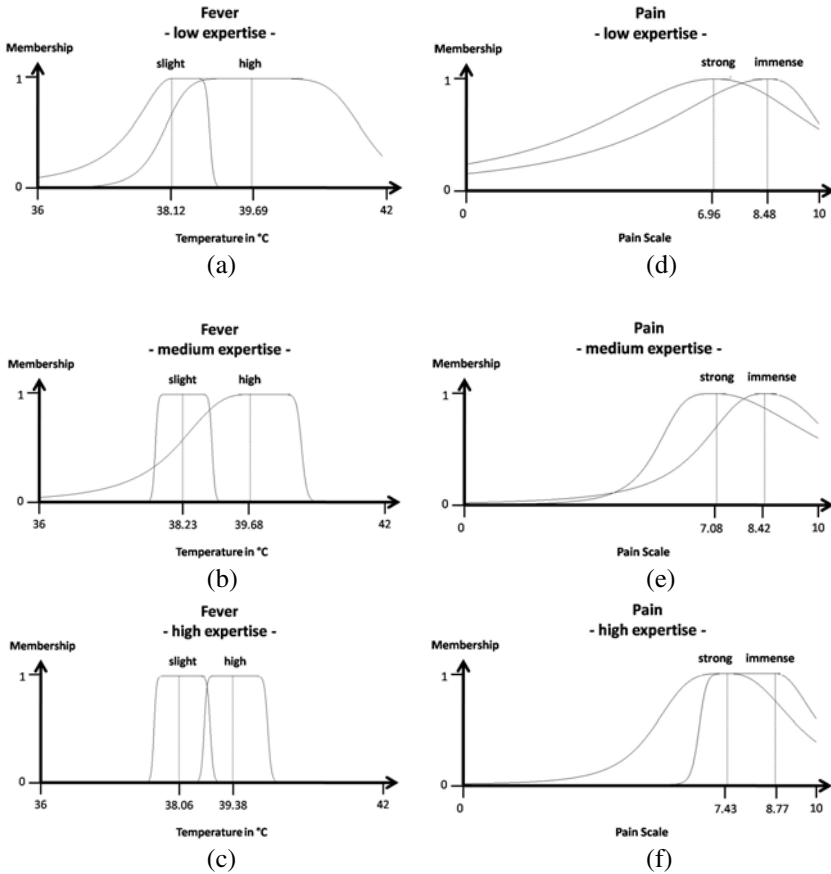 Fever
- low expertise -
Membership
slight high
1
0
36 38.12 39.69 42
Temperature in °C
(a)
Pain
- low expertise -
Membership
strong immense
1
0
0 6.96 8.48 10
Pain Scale
(d)
Fever
- medium expertise -
Membership
slight high
1
0
36 38.23 39.68 42
Temperature in °C
(b)
Pain
- medium expertise -
Membership
strong immense
1
0
0 7.08 8.42 10
Pain Scale
(e)
Fever
- high expertise -
Membership
slight high
1
0
36 38.06 39.38 42
Temperature in °C
(c)
Pain
- high expertise -
Membership
strong immense
1
0
0 7.43 8.77 10
Pain Scale
(f)